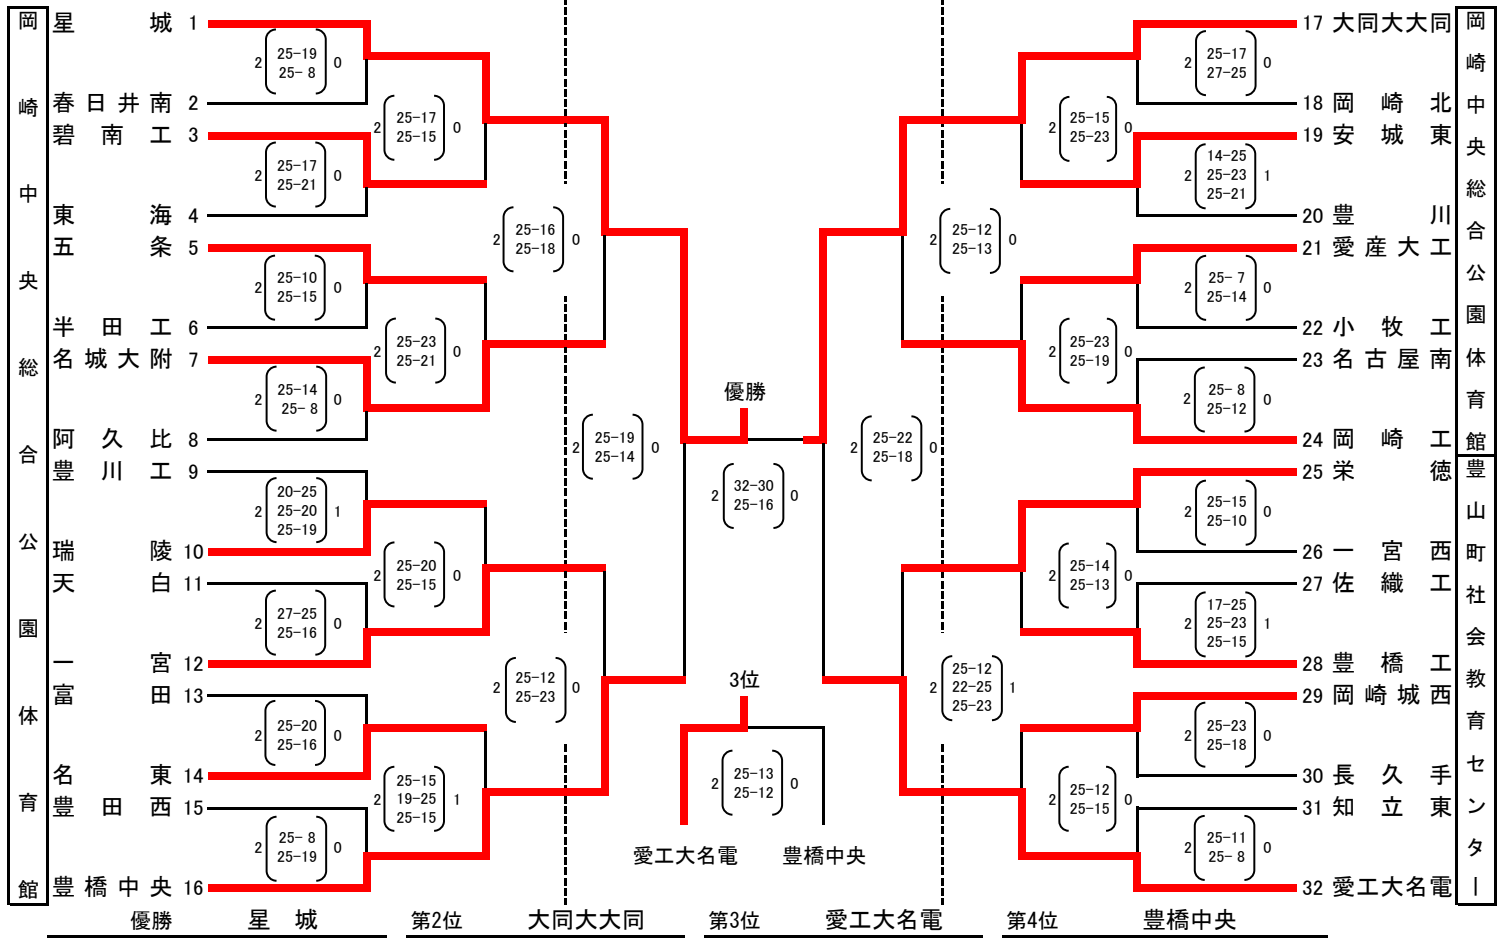 岡崎中央総合公園体育館
星城 1
25-19
25- 8
2 0
春日井南 2
25-17
25-15
2 0
碧南工 3
25-17
25-21
2 0
東海 4
25-16
25-18
2 0
五条 5
25-10
25-15
2 0
半田工 6
25-23
25-21
2 0
名城大附 7
25-14
25- 8
2 0
阿久比 8
25-19
25-14
2 0
豊川工 9
20-25
25-20
25-19
2 1
瑞陵 10
25-20
25-15
2 0
天白 11
27-25
25-16
2 0
一宮 12
25-12
25-23
2 0
富田 13
25-20
25-16
2 0
名東 14
25-15
19-25
25-15
2 1
豊田西 15
25- 8
25-19
2 0
豊橋中央 16
優勝
32-30
25-16
2 0
3位
25-13
25-12
2 0
愛工大名電 豊橋中央
17 大同大大同
25-17
27-25
2 0
18 岡崎北
25-15
25-23
2 0
19 安城東
14-25
25-23
25-21
2 1
20 豊川
25-12
25-13
2 0
21 愛産大工
25- 7
25-14
2 0
22 小牧工
25-23
25-19
2 0
23 名古屋南
25- 8
25-12
2 0
24 岡崎工
25-22
25-18
2 0
25 栄徳
25-15
25-10
2 0
26 一宮西
25-14
25-13
2 0
27 佐織工
17-25
25-23
25-15
2 1
28 豊橋工
25-12
22-25
25-23
2 1
29 岡崎城西
25-23
25-18
2 0
30 長久手
25-12
25-15
2 0
31 知立東
25-11
25- 8
2 0
32 愛工大名電
岡崎中央総合公園体育館
豊山町社会教育センター
優勝 星城 第2位 大同大大同 第3位 愛工大名電 第4位 豊橋中央